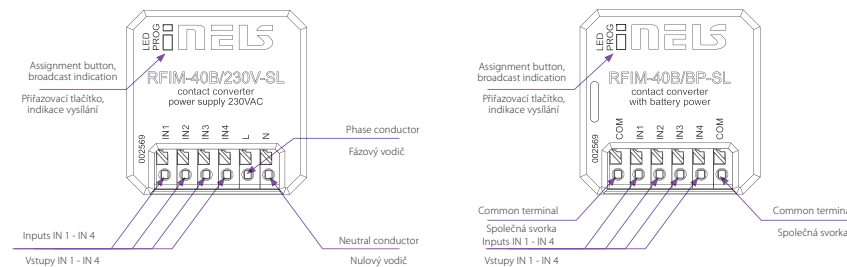 iNELS
LED
PROG
Assignment button,
broadcast indication
Přiřazovací tlačítko,
indikace vysílání
RFIM-40B/230V-SL
contact converter
power supply 230VAC
002569
IN1
IN2
IN3
IN4
L
N
Phase conductor
Fázový vodič
Inputs IN 1 - IN 4
Vstupy IN 1 - IN 4
Neutral conductor
Nulový vodič
iNELS
LED
PROG
Assignment button,
broadcast indication
Přiřazovací tlačítko,
indikace vysílání
RFIM-40B/BP-SL
contact converter
with battery power
002569
COM
IN1
IN2
IN3
IN4
COM
Common terminal
Společná svorka
Inputs IN 1 - IN 4
Vstupy IN 1 - IN 4
Common termina
Společná svorka